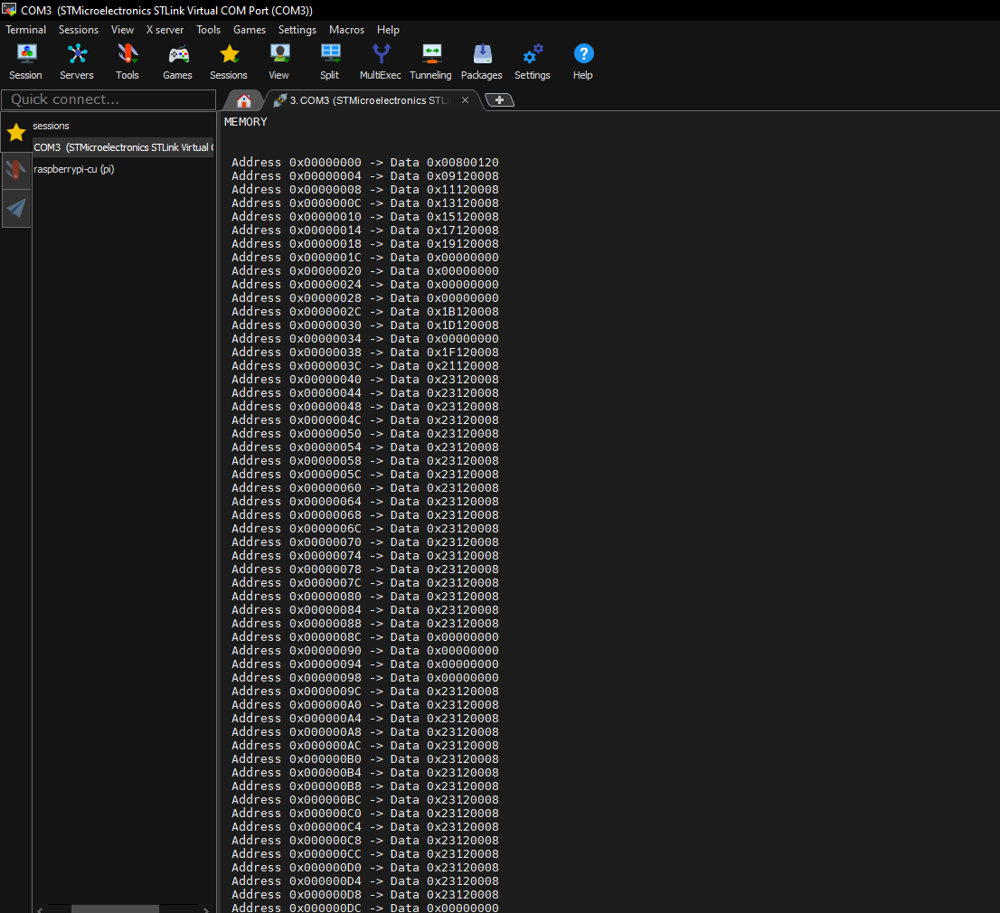 COM3  (STMicroelectronics STLink Virtual COM Port (COM3))
Terminal Sessions View X server Tools Games Settings Macros Help
Session Servers Tools Games Sessions View Split MultiExec Tunneling Packages Settings Help
Quick connect...
3. COM3 (STMicroelectronics STLi
sessions
COM3  (STMicroelectronics STLink Virtual
raspberrypi-cu (pi)
MEMORY
Address 0x00000000 -> Data 0x00800120
Address 0x00000004 -> Data 0x09120008
Address 0x00000008 -> Data 0x11120008
Address 0x0000000C -> Data 0x13120008
Address 0x00000010 -> Data 0x15120008
Address 0x00000014 -> Data 0x17120008
Address 0x00000018 -> Data 0x19120008
Address 0x0000001C -> Data 0x00000000
Address 0x00000020 -> Data 0x00000000
Address 0x00000024 -> Data 0x00000000
Address 0x00000028 -> Data 0x00000000
Address 0x0000002C -> Data 0x1B120008
Address 0x00000030 -> Data 0x1D120008
Address 0x00000034 -> Data 0x00000000
Address 0x00000038 -> Data 0x1F120008
Address 0x0000003C -> Data 0x21120008
Address 0x00000040 -> Data 0x23120008
Address 0x00000044 -> Data 0x23120008
Address 0x00000048 -> Data 0x23120008
Address 0x0000004C -> Data 0x23120008
Address 0x00000050 -> Data 0x23120008
Address 0x00000054 -> Data 0x23120008
Address 0x00000058 -> Data 0x23120008
Address 0x0000005C -> Data 0x23120008
Address 0x00000060 -> Data 0x23120008
Address 0x00000064 -> Data 0x23120008
Address 0x00000068 -> Data 0x23120008
Address 0x0000006C -> Data 0x23120008
Address 0x00000070 -> Data 0x23120008
Address 0x00000074 -> Data 0x23120008
Address 0x00000078 -> Data 0x23120008
Address 0x0000007C -> Data 0x23120008
Address 0x00000080 -> Data 0x23120008
Address 0x00000084 -> Data 0x23120008
Address 0x00000088 -> Data 0x23120008
Address 0x0000008C -> Data 0x00000000
Address 0x00000090 -> Data 0x00000000
Address 0x00000094 -> Data 0x00000000
Address 0x00000098 -> Data 0x00000000
Address 0x0000009C -> Data 0x23120008
Address 0x000000A0 -> Data 0x23120008
Address 0x000000A4 -> Data 0x23120008
Address 0x000000A8 -> Data 0x23120008
Address 0x000000AC -> Data 0x23120008
Address 0x000000B0 -> Data 0x23120008
Address 0x000000B4 -> Data 0x23120008
Address 0x000000B8 -> Data 0x23120008
Address 0x000000BC -> Data 0x23120008
Address 0x000000C0 -> Data 0x23120008
Address 0x000000C4 -> Data 0x23120008
Address 0x000000C8 -> Data 0x23120008
Address 0x000000CC -> Data 0x23120008
Address 0x000000D0 -> Data 0x23120008
Address 0x000000D4 -> Data 0x23120008
Address 0x000000D8 -> Data 0x23120008
Address 0x000000DC -> Data 0x00000000